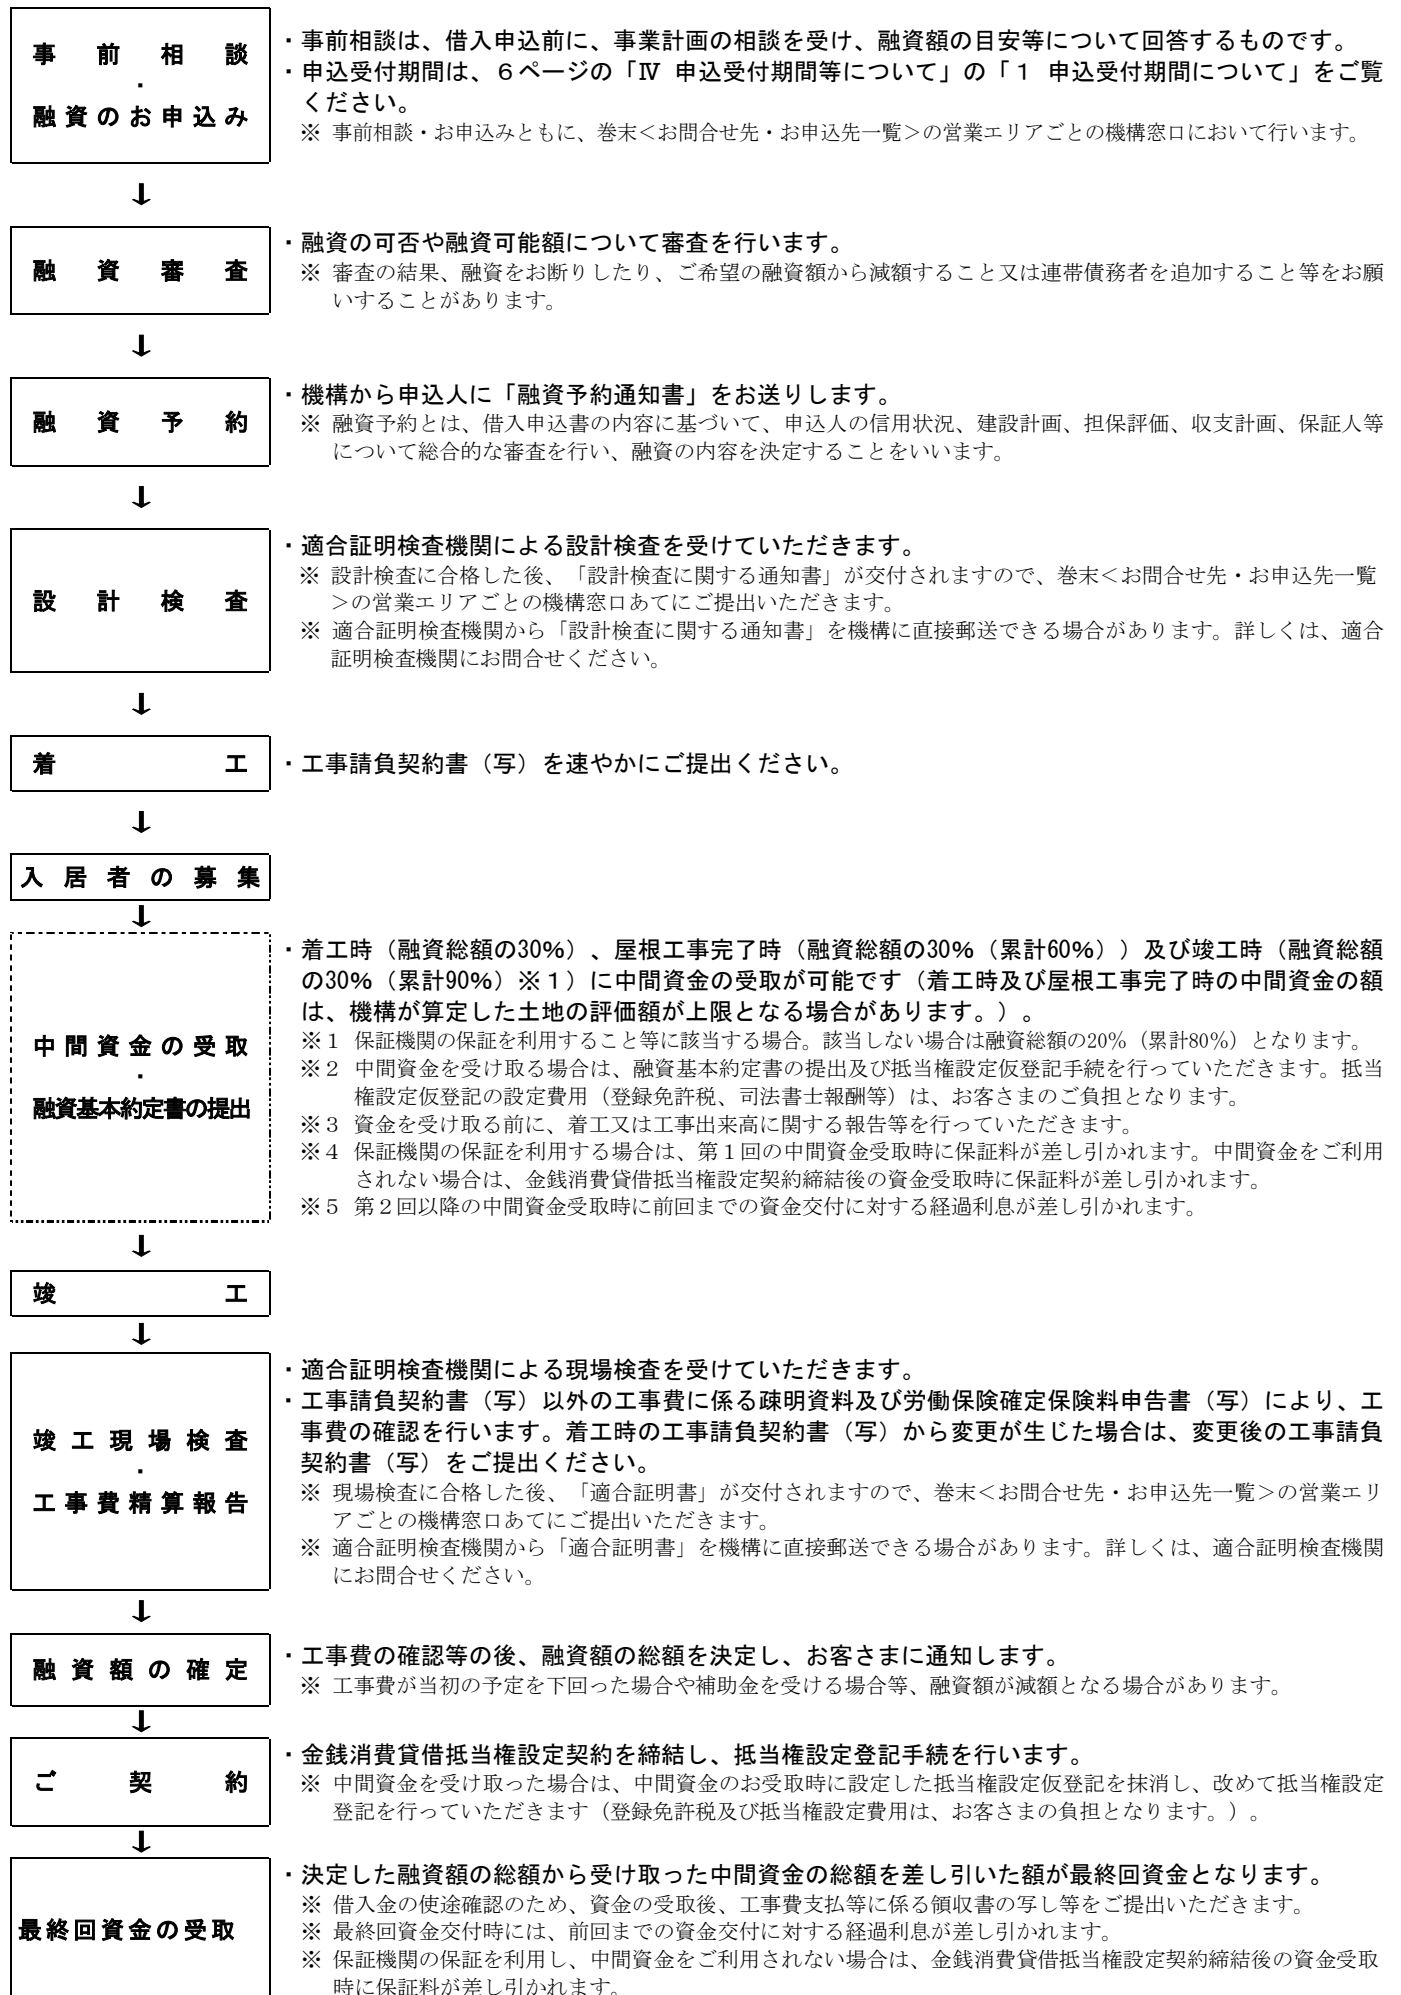 事前相談
・
融資のお申込み
・事前相談は、借入申込前に、事業計画の相談を受け、融資額の目安等について回答するものです。
・申込受付期間は、６ページの「Ⅳ 申込受付期間等について」の「１ 申込受付期間について」をご覧
ください。
※ 事前相談・お申込みともに、巻末＜お問合せ先・お申込先一覧＞の営業エリアごとの機構窓口において行います。
↓
融資審査
・融資の可否や融資可能額について審査を行います。
※ 審査の結果、融資をお断りしたり、ご希望の融資額から減額すること又は連帯債務者を追加すること等をお願
いすることがあります。
↓
融資予約
・機構から申込人に「融資予約通知書」をお送りします。
※ 融資予約とは、借入申込書の内容に基づいて、申込人の信用状況、建設計画、担保評価、収支計画、保証人等
について総合的な審査を行い、融資の内容を決定することをいいます。
↓
設計検査
・適合証明検査機関による設計検査を受けていただきます。
※ 設計検査に合格した後、「設計検査に関する通知書」が交付されますので、巻末＜お問合せ先・お申込先一覧
＞の営業エリアごとの機構窓口あてにご提出いただきます。
※ 適合証明検査機関から「設計検査に関する通知書」を機構に直接郵送できる場合があります。詳しくは、適合
証明検査機関にお問合せください。
↓
着工
・工事請負契約書（写）を速やかにご提出ください。
↓
入居者の募集
↓
中間資金の受取
・
融資基本約定書の提出
・着工時（融資総額の30%）、屋根工事完了時（融資総額の30%（累計60%））及び竣工時（融資総額
の30%（累計90%）※１）に中間資金の受取が可能です（着工時及び屋根工事完了時の中間資金の額
は、機構が算定した土地の評価額が上限となる場合があります。）。
※１ 保証機関の保証を利用すること等に該当する場合。該当しない場合は融資総額の20%（累計80%）となります。
※２ 中間資金を受け取る場合は、融資基本約定書の提出及び抵当権設定仮登記手続を行っていただきます。抵当
権設定仮登記の設定費用（登録免許税、司法書士報酬等）は、お客さまのご負担となります。
※３ 資金を受け取る前に、着工又は工事出来高に関する報告等を行っていただきます。
※４ 保証機関の保証を利用する場合は、第１回の中間資金受取時に保証料が差し引かれます。中間資金をご利用
されない場合は、金銭消費貸借抵当権設定契約締結後の資金受取時に保証料が差し引かれます。
※５ 第２回以降の中間資金受取時に前回までの資金交付に対する経過利息が差し引かれます。
↓
竣工
↓
竣工現場検査
・
工事費精算報告
・適合証明検査機関による現場検査を受けていただきます。
・工事請負契約書（写）以外の工事費に係る疎明資料及び労働保険確定保険料申告書（写）により、工
事費の確認を行います。着工時の工事請負契約書（写）から変更が生じた場合は、変更後の工事請負
契約書（写）をご提出ください。
※ 現場検査に合格した後、「適合証明書」が交付されますので、巻末＜お問合せ先・お申込先一覧＞の営業エリ
アごとの機構窓口あてにご提出いただきます。
※ 適合証明検査機関から「適合証明書」を機構に直接郵送できる場合があります。詳しくは、適合証明検査機関
にお問合せください。
↓
融資額の確定
・工事費の確認等の後、融資額の総額を決定し、お客さまに通知します。
※ 工事費が当初の予定を下回った場合や補助金を受ける場合等、融資額が減額となる場合があります。
↓
ご契約
・金銭消費貸借抵当権設定契約を締結し、抵当権設定登記手続を行います。
※ 中間資金を受け取った場合は、中間資金のお受取時に設定した抵当権設定仮登記を抹消し、改めて抵当権設定
登記を行っていただきます（登録免許税及び抵当権設定費用は、お客さまの負担となります。）。
↓
最終回資金の受取
・決定した融資額の総額から受け取った中間資金の総額を差し引いた額が最終回資金となります。
※ 借入金の使途確認のため、資金の受取後、工事費支払等に係る領収書の写し等をご提出いただきます。
※ 最終回資金交付時には、前回までの資金交付に対する経過利息が差し引かれます。
※ 保証機関の保証を利用し、中間資金をご利用されない場合は、金銭消費貸借抵当権設定契約締結後の資金受取
時に保証料が差し引かれます。